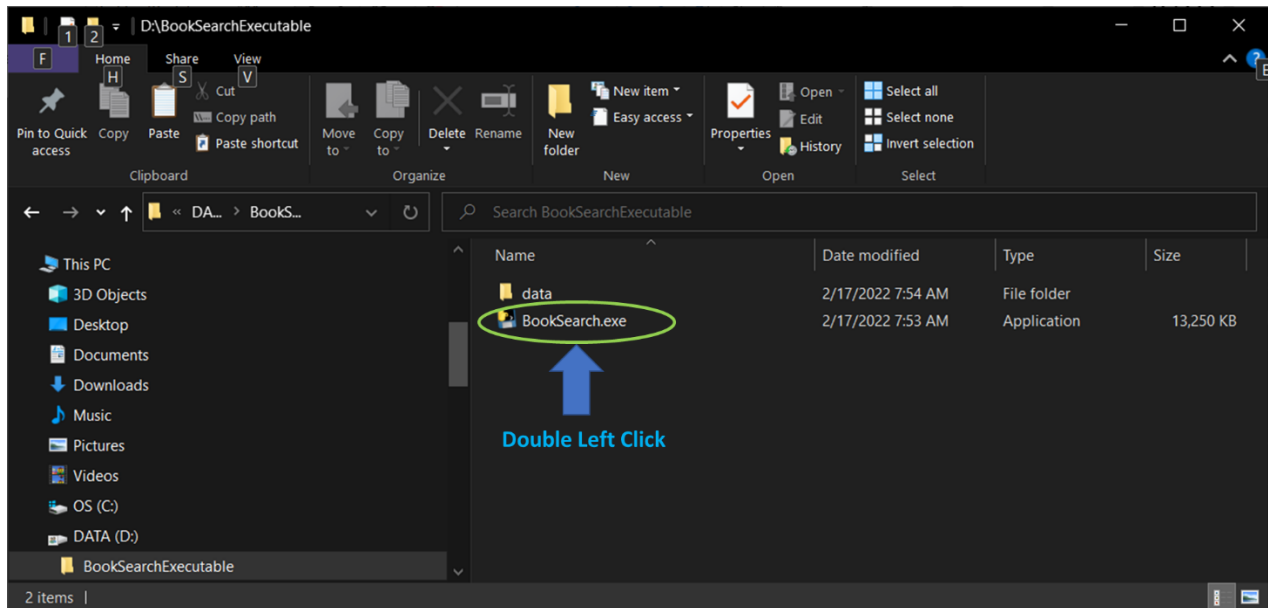 1 2 D:\BookSearchExecutable
F Home Share View
H S V E
Pin to Quick access
Copy
Paste
Cut
Copy path
Paste shortcut
Move to
Copy to
Delete
Rename
New folder
New item
Easy access
Properties
Open
Edit
History
Select all
Select none
Invert selection
Clipboard Organize New Open Select
« DA... > BookS... Search BookSearchExecutable
This PC
3D Objects
Desktop
Documents
Downloads
Music
Pictures
Videos
OS (C:)
DATA (D:)
BookSearchExecutable
Name Date modified Type Size
data 2/17/2022 7:54 AM File folder
BookSearch.exe 2/17/2022 7:53 AM Application 13,250 KB
Double Left Click
2 items